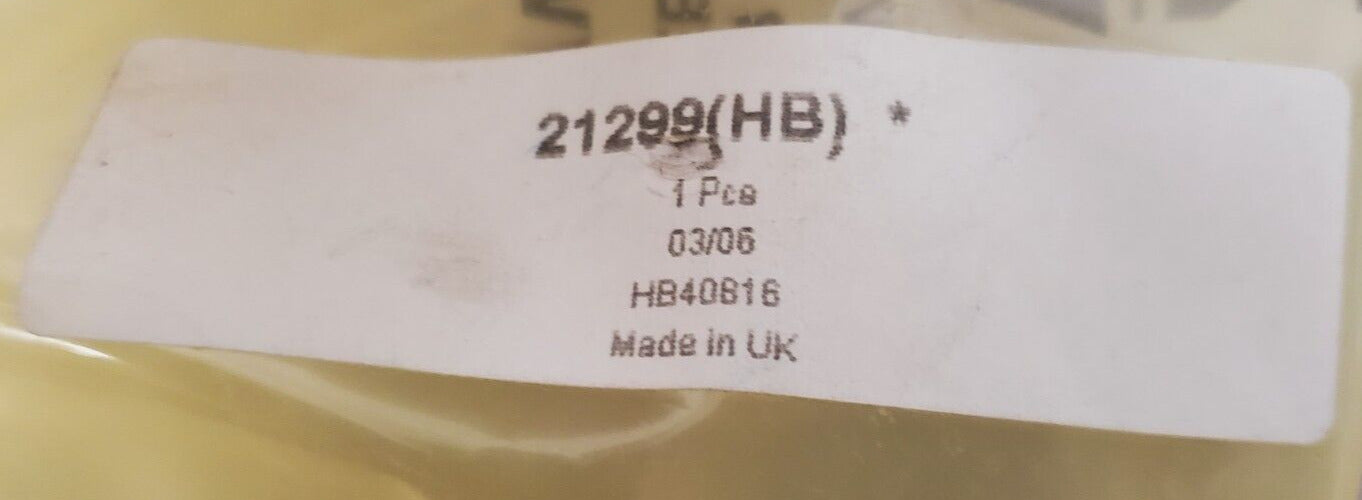 21299(HB) *
1 Pcs
03/06
HB40816
Made in UK